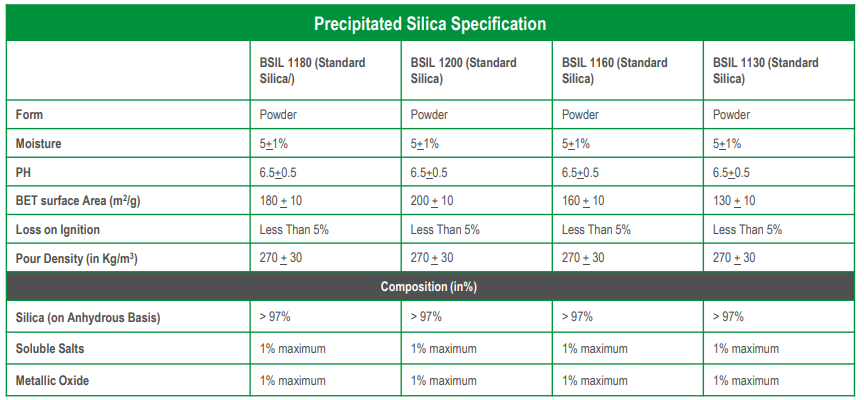 Precipitated Silica Specification
BSIL 1180 (Standard Silica/) BSIL 1200 (Standard Silica) BSIL 1160 (Standard Silica) BSIL 1130 (Standard Silica)
Form Powder Powder Powder Powder
Moisture 5±1% 5±1% 5±1% 5±1%
PH 6.5±0.5 6.5±0.5 6.5±0.5 6.5±0.5
BET surface Area (m²/g) 180 ± 10 200 ± 10 160 ± 10 130 ± 10
Loss on Ignition Less Than 5% Less Than 5% Less Than 5% Less Than 5%
Pour Density (in Kg/m³) 270 ± 30 270 ± 30 270 ± 30 270 ± 30
Composition (in%)
Silica (on Anhydrous Basis) > 97% > 97% > 97% > 97%
Soluble Salts 1% maximum 1% maximum 1% maximum 1% maximum
Metallic Oxide 1% maximum 1% maximum 1% maximum 1% maximum